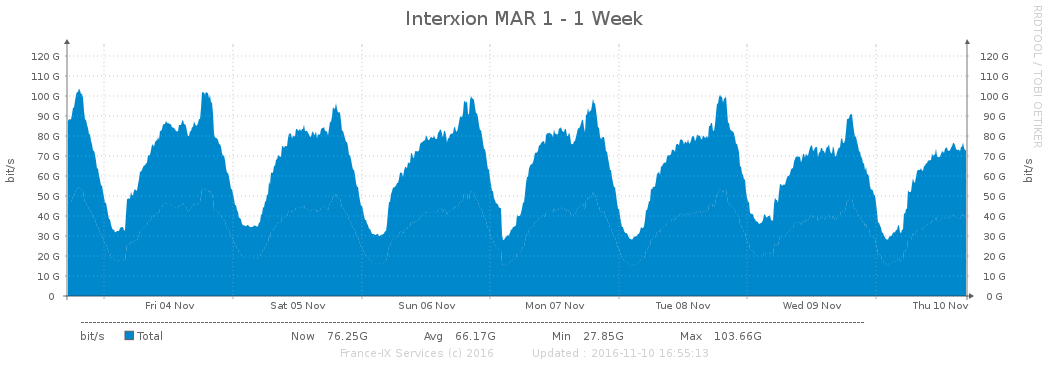 Interxion MAR 1 - 1 Week
RRDTOOL / TOBI OETIKER
bit/s
120 G 120 G
110 G 110 G
100 G 100 G
90 G 90 G
80 G 80 G
70 G 70 G
60 G 60 G
50 G 50 G
40 G 40 G
30 G 30 G
20 G 20 G
10 G 10 G
0 0 G
bit/s
Fri 04 Nov Sat 05 Nov Sun 06 Nov Mon 07 Nov Tue 08 Nov Wed 09 Nov Thu 10 Nov
bit/s Total Now 76.25G Avg 66.17G Min 27.85G Max 103.66G
France-IX Services (c) 2016 Updated : 2016-11-10 16:55:13